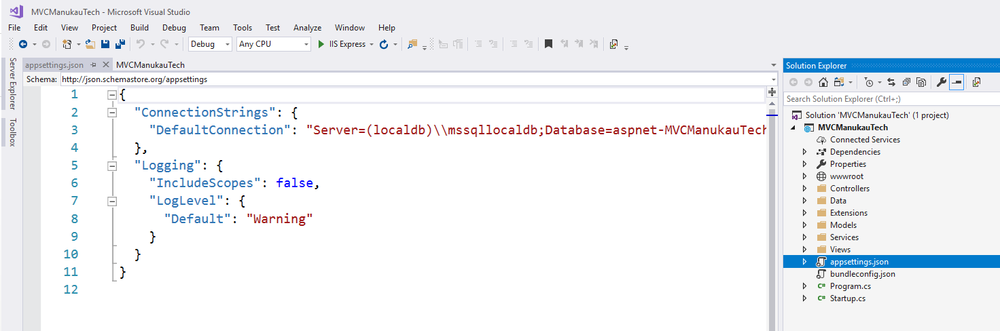 MVCManukauTech - Microsoft Visual Studio
File Edit View Project Build Debug Team Tools Test Analyze Window Help
Debug Any CPU IIS Express
Server Explorer
Toolbox
appsettings.json MVCManukauTech
Schema: http://json.schemastore.org/appsettings
1 {
2 "ConnectionStrings": {
3 "DefaultConnection": "Server=(localdb)\\mssqllocaldb;Database=aspnet-MVCManukauTech
4 },
5 "Logging": {
6 "IncludeScopes": false,
7 "LogLevel": {
8 "Default": "Warning"
9 }
10 }
11 }
12
Solution Explorer
Search Solution Explorer (Ctrl+;)
Solution 'MVCManukauTech' (1 project)
MVCManukauTech
Connected Services
Dependencies
Properties
wwwroot
Controllers
Data
Extensions
Models
Services
Views
appsettings.json
bundleconfig.json
C# Program.cs
C# Startup.cs